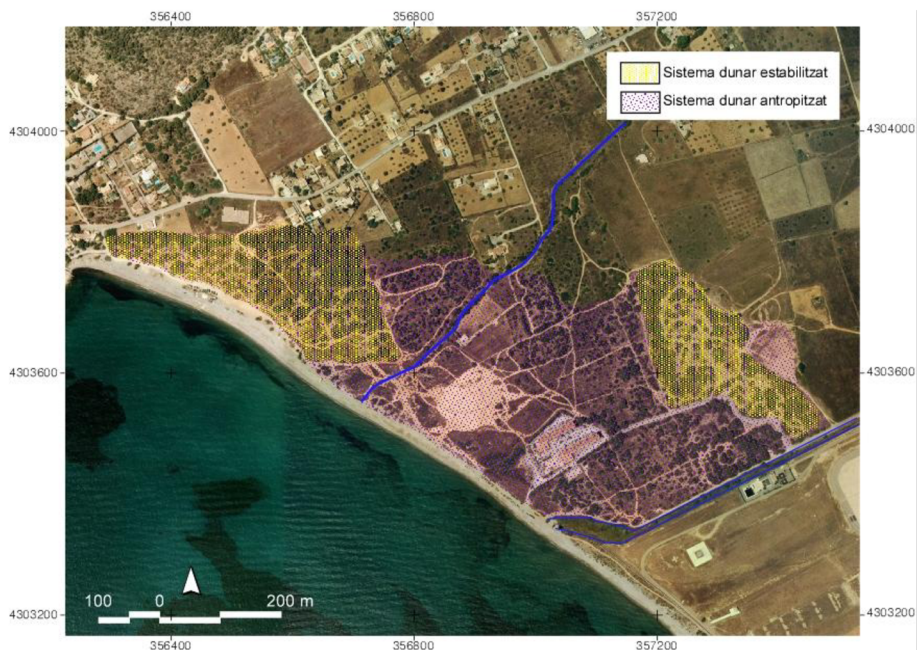 356400 356800 357200
Sistema dunar estabilitzat
Sistema dunar antropitzat
4304000 4304000
4303600 4303600
100 0 200 m
4303200 4303200
356400 356800 357200